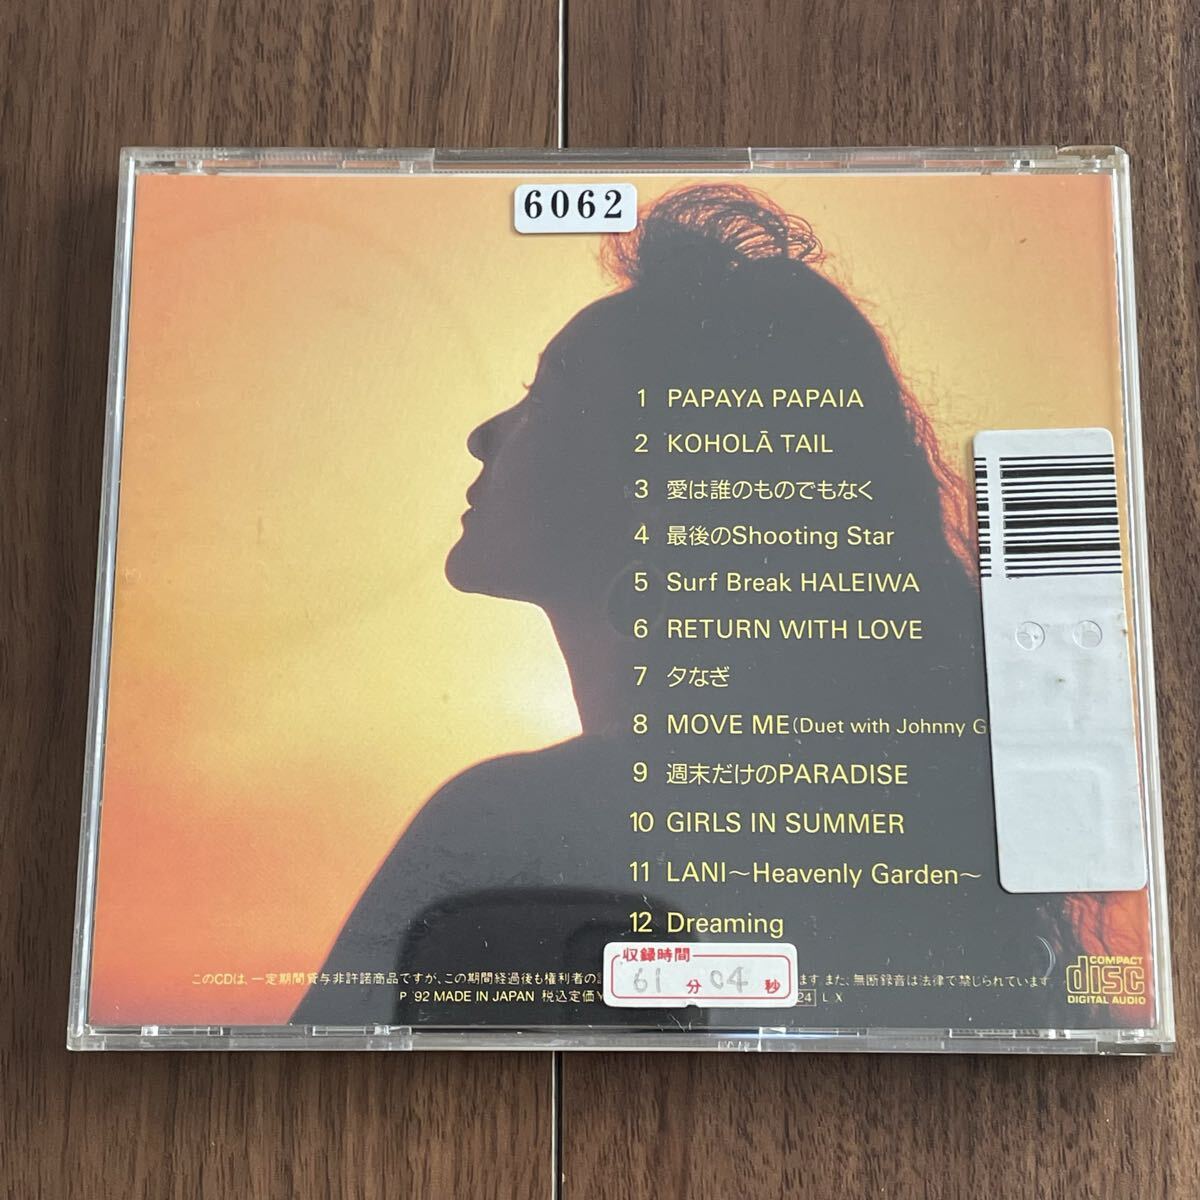 6062
1 PAPAYA PAPAIA
2 KOHOLĀ TAIL
3 愛は誰のものでもなく
4 最後のShooting Star
5 Surf Break HALEIWA
6 RETURN WITH LOVE
7 夕なぎ
8 MOVE ME (Duet with Johnny G
9 週末だけのPARADISE
10 GIRLS IN SUMMER
11 LANI～Heavenly Garden～
12 Dreaming
収録時間
61分04秒
このCDは、一定期間貸与非許諾商品ですが、この期間経過後も権利者の ます また、無断録音は法律で禁じられています。
P '92 MADE IN JAPAN 税込定価Y 24 L X
COMPACT
disc
DIGITAL AUDIO